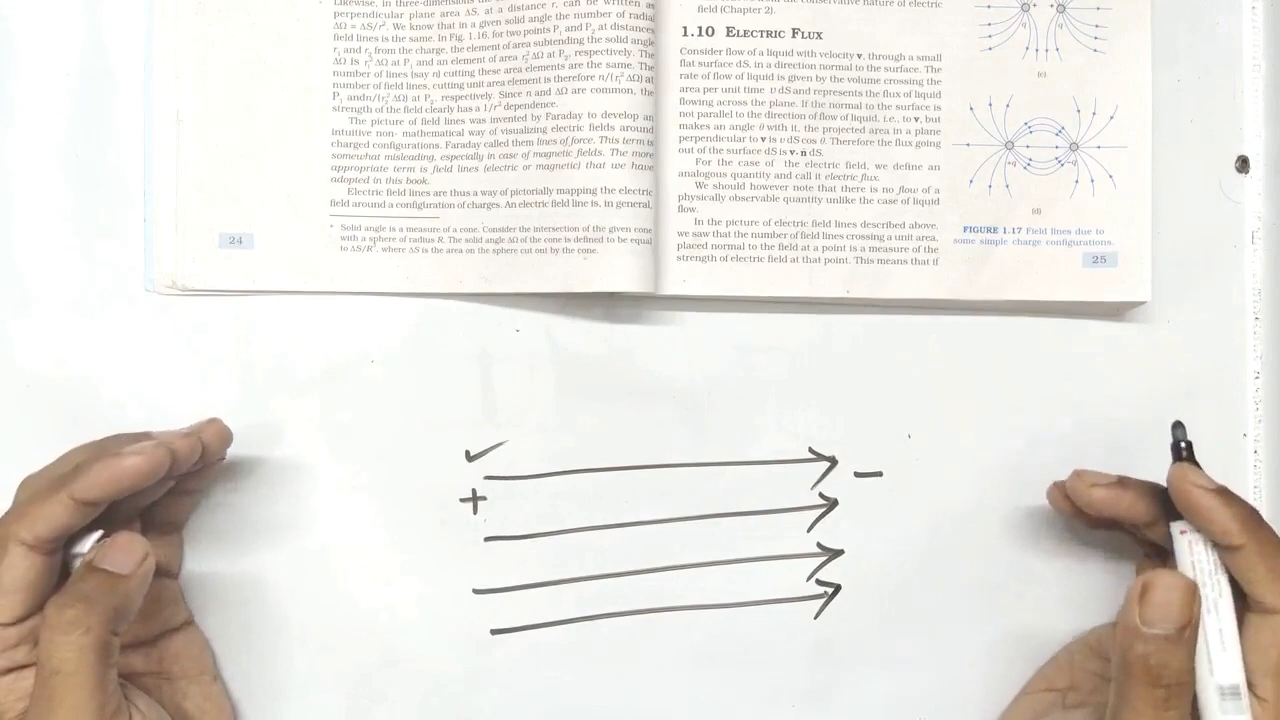 Likewise, in three-dimensions
perpendicular plane area ΔS, at a distance r, can be written as
ΔΩ = ΔS/r². We know that in a given solid angle the number of radial
field lines is the same. In Fig. 1.16, for two points P₁ and P₂ at distances
r₁ and r₂ from the charge, the element of area subtending the solid angle
ΔΩ is r₁² ΔΩ at P₁ and an element of area r₂² ΔΩ at P₂, respectively. The
number of lines (say n) cutting these area elements are the same. The
number of field lines, cutting unit area element is therefore n/(r₁² ΔΩ) at
P₁ andn/(r₂² ΔΩ) at P₂, respectively. Since n and ΔΩ are common, the
strength of the field clearly has a 1/r² dependence.
The picture of field lines was invented by Faraday to develop an
intuitive non- mathematical way of visualizing electric fields around
charged configurations. Faraday called them lines of force. This term is
somewhat misleading, especially in case of magnetic fields. The more
appropriate term is field lines (electric or magnetic) that we have
adopted in this book.
Electric field lines are thus a way of pictorially mapping the electric
field around a configuration of charges. An electric field line is, in general,
* Solid angle is a measure of a cone. Consider the intersection of the given cone
with a sphere of radius R. The solid angle ΔΩ of the cone is defined to be equal
to ΔS/R², where ΔS is the area on the sphere cut out by the cone.
24
conservative nature of electric
field (Chapter 2).
1.10 ELECTRIC FLUX
Consider flow of a liquid with velocity v, through a small
flat surface dS, in a direction normal to the surface. The
rate of flow of liquid is given by the volume crossing the
area per unit time v dS and represents the flux of liquid
flowing across the plane. If the normal to the surface is
not parallel to the direction of flow of liquid, i.e., to v, but
makes an angle θ with it, the projected area in a plane
perpendicular to v is v dS cos θ. Therefore the flux going
out of the surface dS is v. n̂ dS.
For the case of the electric field, we define an
analogous quantity and call it electric flux.
We should however note that there is no flow of a
physically observable quantity unlike the case of liquid
flow.
In the picture of electric field lines described above,
we saw that the number of field lines crossing a unit area,
placed normal to the field at a point is a measure of the
strength of electric field at that point. This means that if
q
q
(c)
+q
-q
(d)
FIGURE 1.17 Field lines due to
some simple charge configurations.
25
+
−